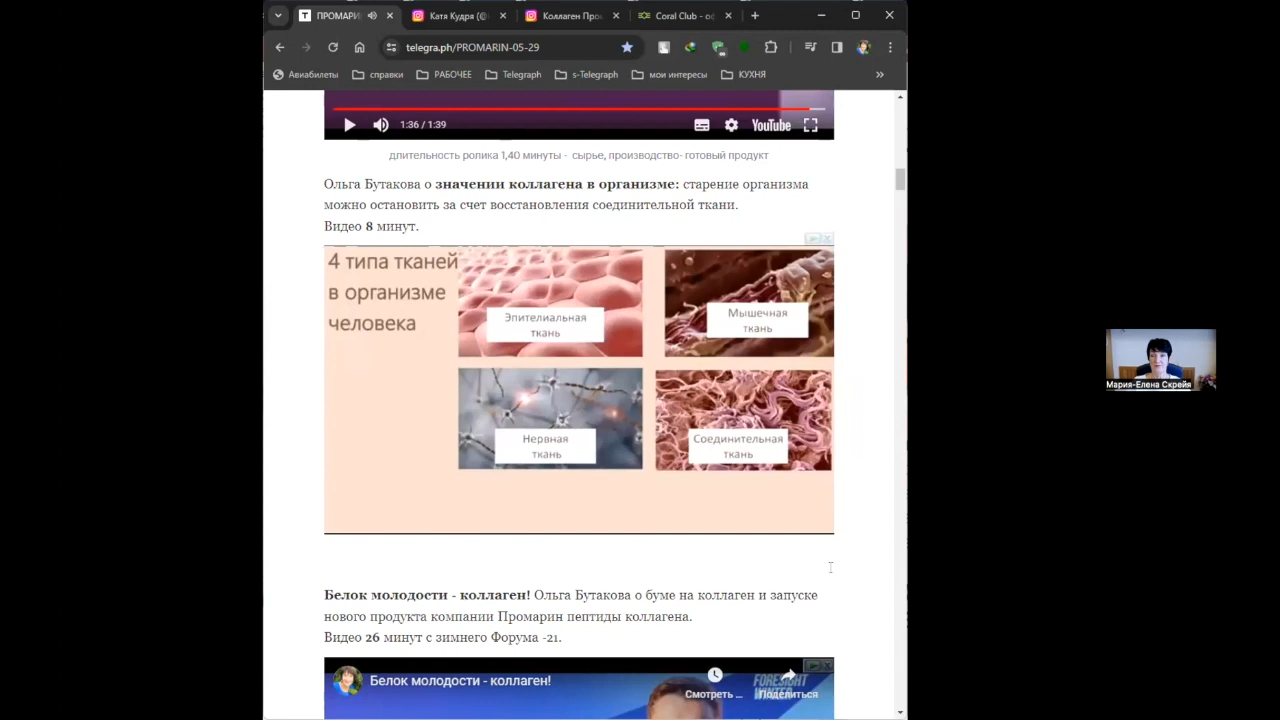 ПРОМАРИ
Катя Кудря (@
Коллаген Про
Coral Club - о
telegra.ph/PROMARIN-05-29
Авиабилеты
справки
РАБОЧЕЕ
Telegraph
s-Telegraph
мои интересы
КУХНЯ
1:36 / 1:39
YouTube
длительность ролика 1,40 минуты - сырье, производство- готовый продукт
Ольга Бутакова о значении коллагена в организме: старение организма
можно остановить за счет восстановления соединительной ткани.
Видео 8 минут.
4 типа тканей
в организме
человека
Эпителиальная
ткань
Мышечная
ткань
Нервная
ткань
Соединительная
ткань
Мария-Елена Скрейя
Белок молодости - коллаген! Ольга Бутакова о буме на коллаген и запуске
нового продукта компании Промарин пептиды коллагена.
Видео 26 минут с зимнего Форума -21.
Белок молодости - коллаген!
Смотреть ...
Поделиться
FORESIGHT
WINTER